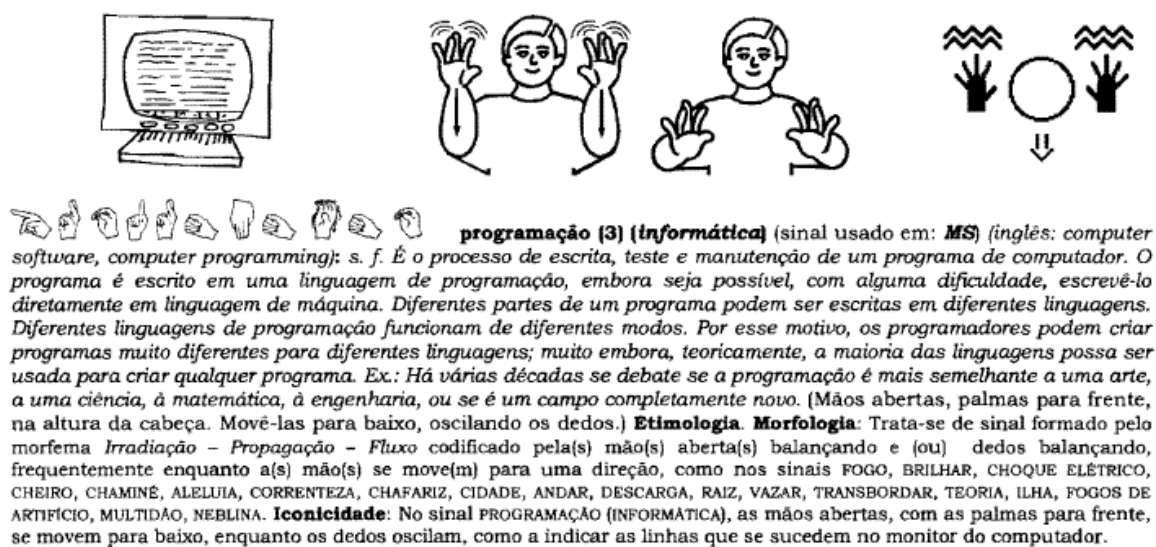 programação (3) (informática) (sinal usado em: MS) (inglês: computer
software, computer programming): s. f. É o processo de escrita, teste e manutenção de um programa de computador. O
programa é escrito em uma linguagem de programação, embora seja possível, com alguma dificuldade, escrevê-lo
diretamente em linguagem de máquina. Diferentes partes de um programa podem ser escritas em diferentes linguagens.
Diferentes linguagens de programação funcionam de diferentes modos. Por esse motivo, os programadores podem criar
programas muito diferentes para diferentes linguagens; muito embora, teoricamente, a maioria das linguagens possa ser
usada para criar qualquer programa. Ex.: Há várias décadas se debate se a programação é mais semelhante a uma arte,
a uma ciência, à matemática, à engenharia, ou se é um campo completamente novo. (Mãos abertas, palmas para frente,
na altura da cabeça. Movê-las para baixo, oscilando os dedos.) Etimologia. Morfologia: Trata-se de sinal formado pelo
morfema Irradiação – Propagação – Fluxo codificado pela(s) mão(s) aberta(s) balançando e (ou) dedos balançando,
frequentemente enquanto a(s) mão(s) se move(m) para uma direção, como nos sinais FOGO, BRILHAR, CHOQUE ELÉTRICO,
CHEIRO, CHAMINÉ, ALELUIA, CORRENTEZA, CHAFARIZ, CIDADE, ANDAR, DESCARGA, RAIZ, VAZAR, TRANSBORDAR, TEORIA, ILHA, FOGOS DE
ARTIFÍCIO, MULTIDÃO, NEBLINA. Iconicidade: No sinal PROGRAMAÇÃO (INFORMÁTICA), as mãos abertas, com as palmas para frente,
se movem para baixo, enquanto os dedos oscilam, como a indicar as linhas que se sucedem no monitor do computador.